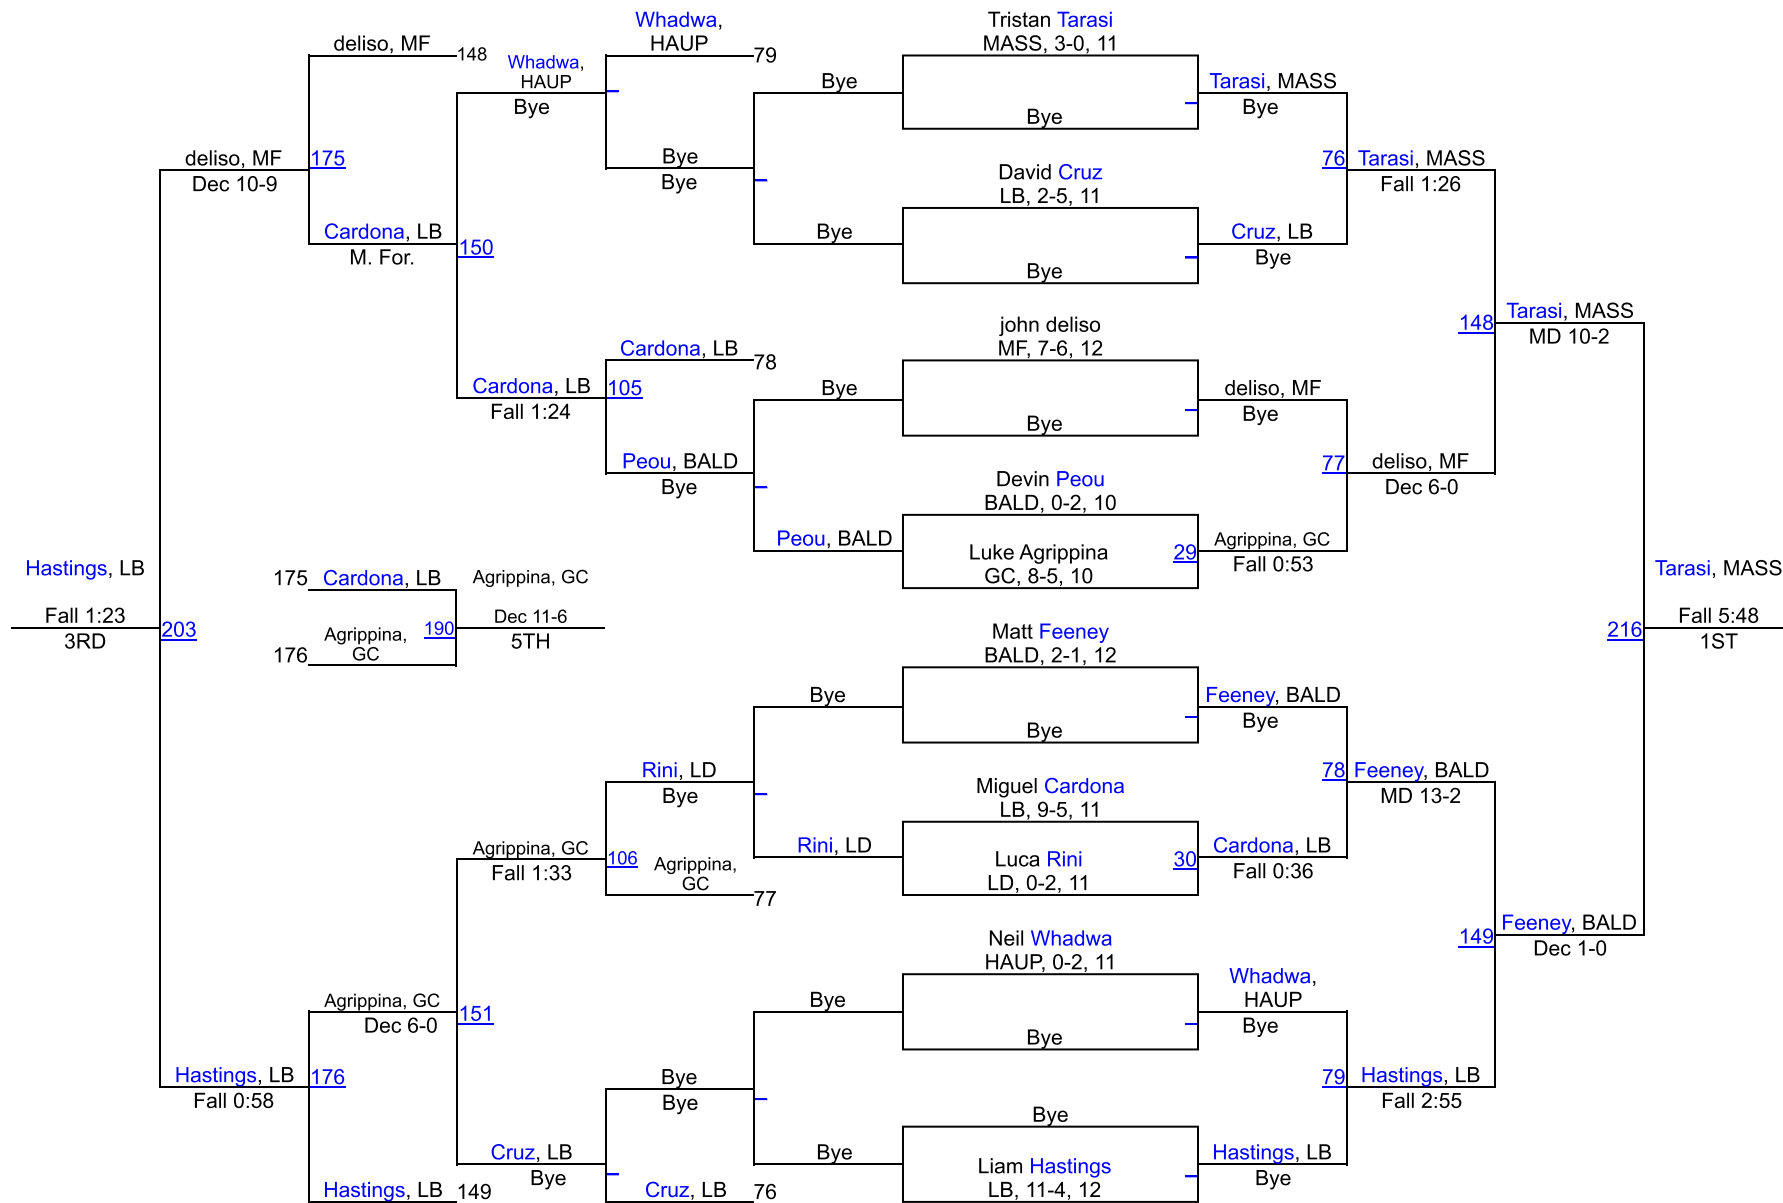 deliso, MF
148
Whadwa,
HAUP
Bye
Whadwa,
HAUP
79
Bye
Bye
deliso, MF
175
Dec 10-9
Cardona, LB
M. For.
150
Cardona, LB
78
Cardona, LB
105
Fall 1:24
Peou, BALD
Bye
Bye
Bye
Bye
Peou, BALD
Tristan Tarasi
MASS, 3-0, 11
Bye
David Cruz
LB, 2-5, 11
Bye
john deliso
MF, 7-6, 12
Bye
Devin Peou
BALD, 0-2, 10
Luke Agrippina
GC, 8-5, 10
29
Tarasi, MASS
Bye
76
Tarasi, MASS
Fall 1:26
Cruz, LB
Bye
148
Tarasi, MASS
MD 10-2
deliso, MF
Bye
77
deliso, MF
Dec 6-0
Agrippina, GC
Fall 0:53
Hastings, LB
Fall 1:23
3RD
203
175
Cardona, LB
Agrippina,
GC
176
190
Agrippina, GC
Dec 11-6
5TH
Tarasi, MASS
216
Fall 5:48
1ST
Matt Feeney
BALD, 2-1, 12
Bye
Bye
Feeney, BALD
Bye
Miguel Cardona
LB, 9-5, 11
Luca Rini
LD, 0-2, 11
30
Rini, LD
Bye
Rini, LD
Cardona, LB
Fall 0:36
78
Feeney, BALD
MD 13-2
Agrippina, GC
106
Fall 1:33
Agrippina,
GC
77
149
Feeney, BALD
Dec 1-0
Neil Whadwa
HAUP, 0-2, 11
Bye
Bye
Whadwa,
HAUP
Bye
Agrippina, GC
151
Dec 6-0
Hastings, LB
176
Fall 0:58
Bye
Bye
Bye
Bye
Liam Hastings
LB, 11-4, 12
Hastings, LB
Bye
79
Hastings, LB
Fall 2:55
Cruz, LB
Bye
Hastings, LB
149
Cruz, LB
76